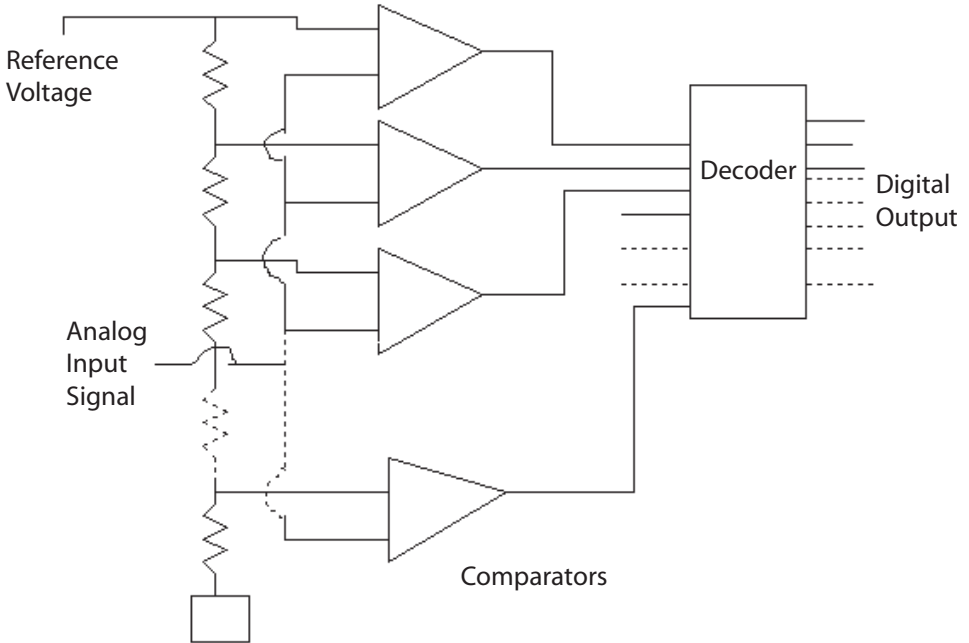 Reference
Voltage
Decoder
Digital
Output
Analog
Input
Signal
Comparators